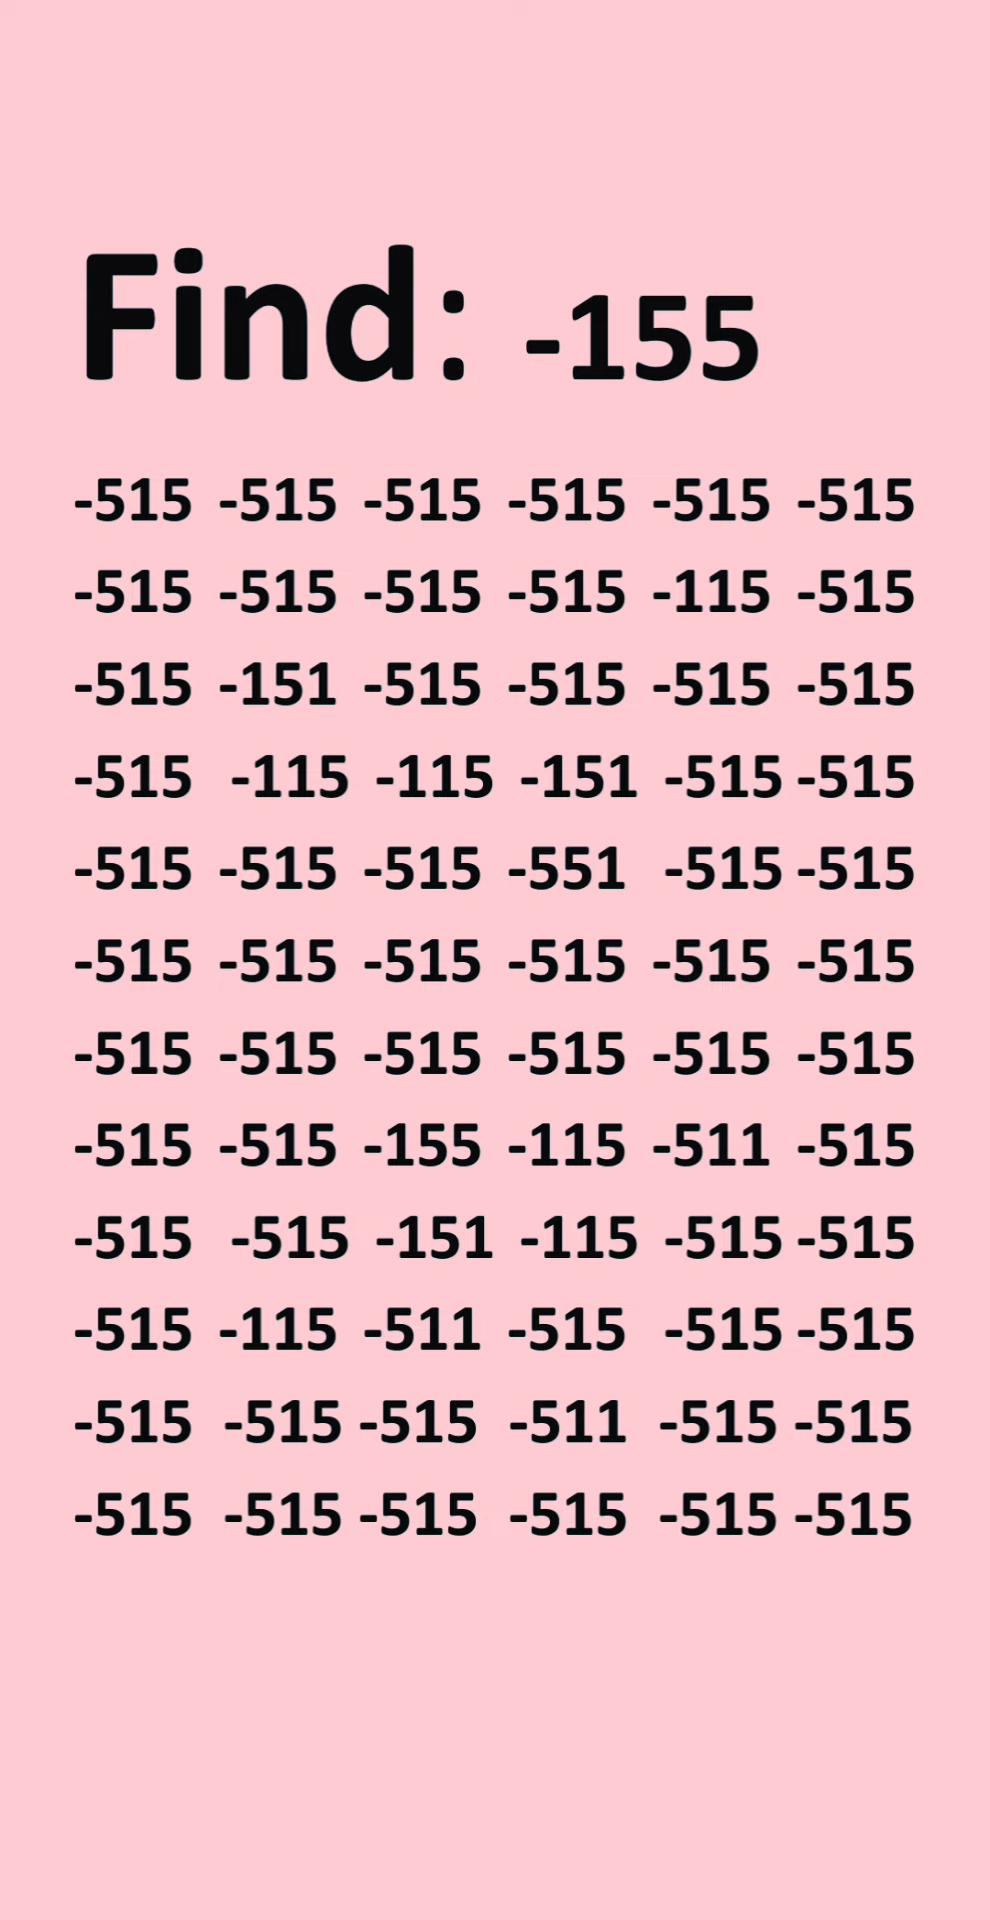 Find: -155
-515 -515 -515 -515 -515 -515
-515 -515 -515 -515 -115 -515
-515 -151 -515 -515 -515 -515
-515 -115 -115 -151 -515 -515
-515 -515 -515 -551 -515 -515
-515 -515 -515 -515 -515 -515
-515 -515 -515 -515 -515 -515
-515 -515 -155 -115 -511 -515
-515 -515 -151 -115 -515 -515
-515 -115 -511 -515 -515 -515
-515 -515 -515 -511 -515 -515
-515 -515 -515 -515 -515 -515